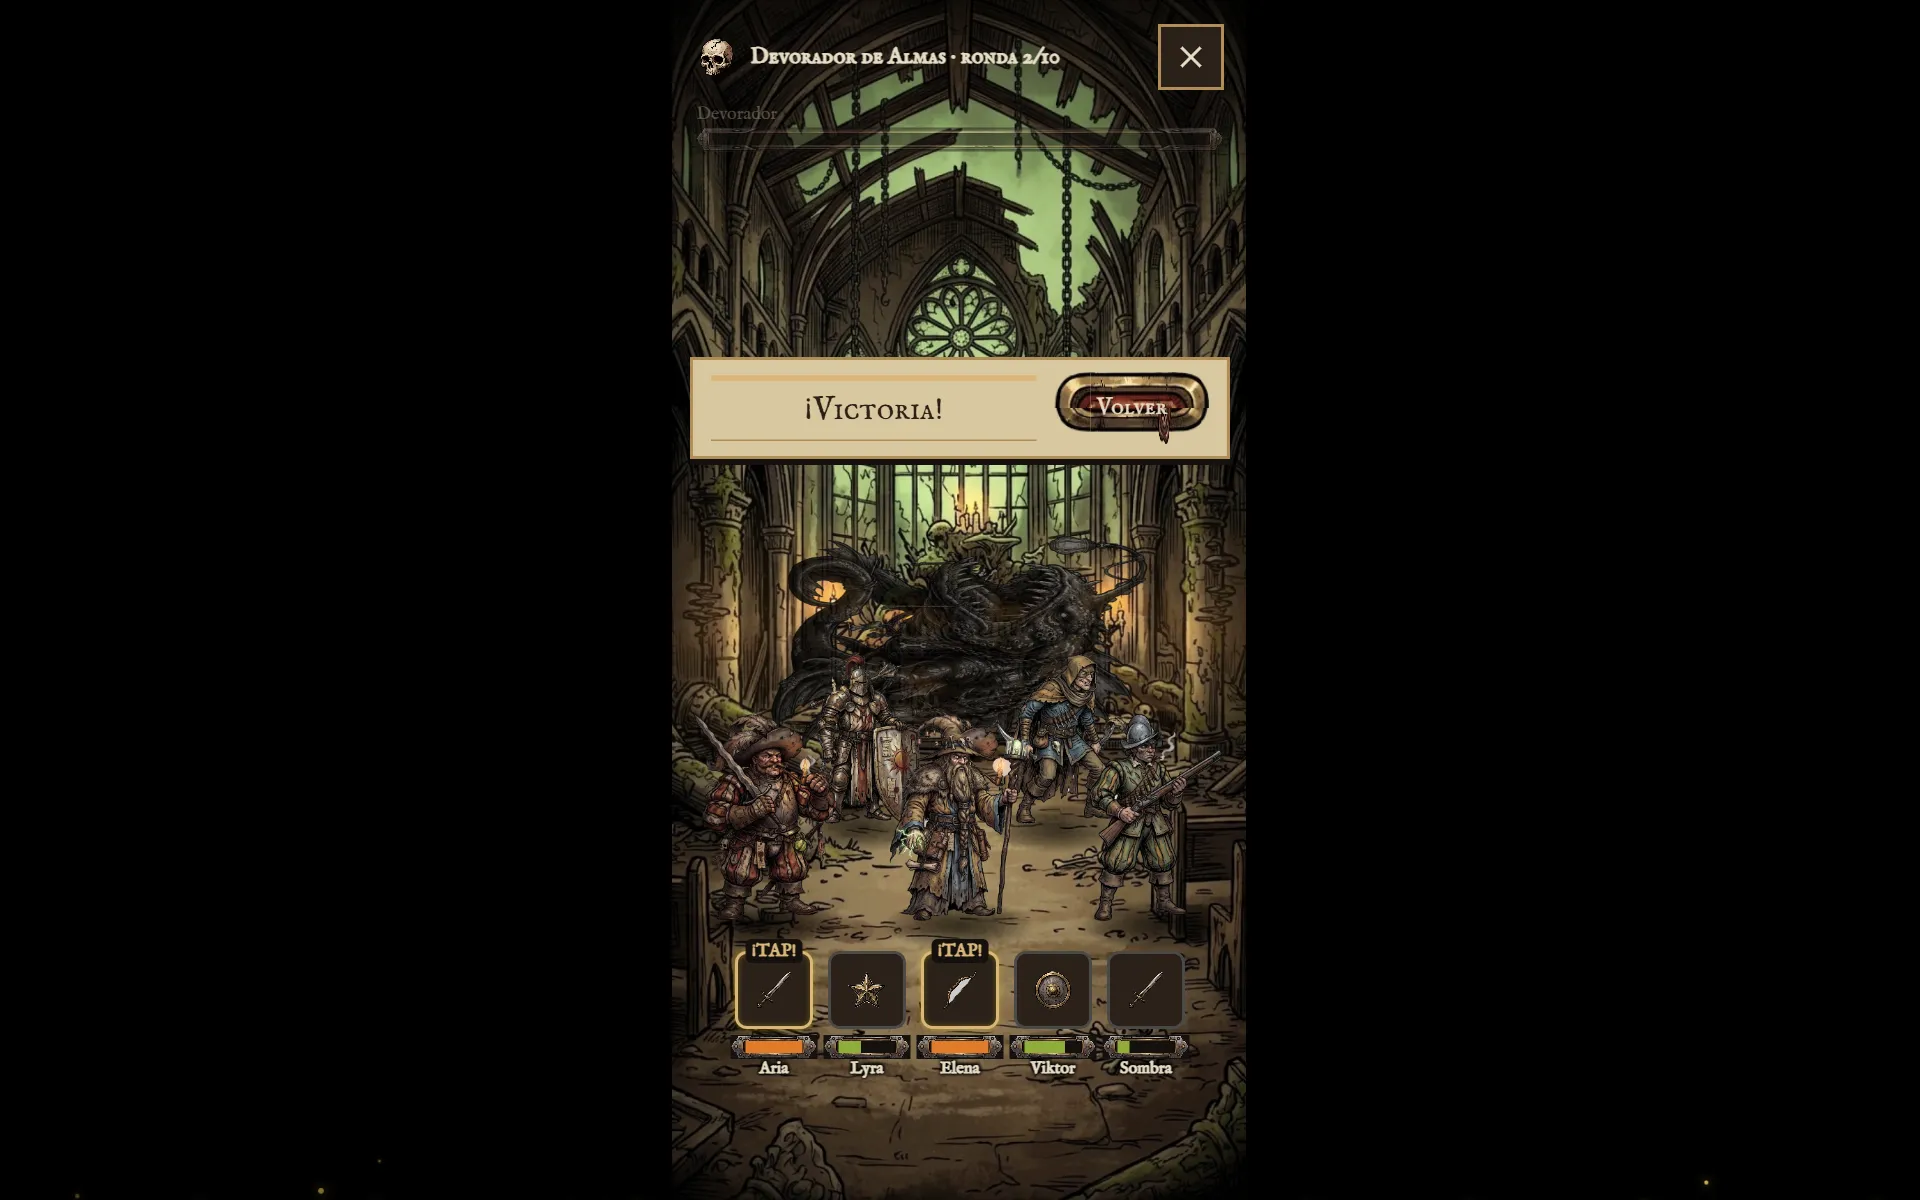 Devorador de Almas · ronda 2/10
Devorador
¡Victoria!
Volver
¡TAP!
¡TAP!
Aria
Lyra
Elena
Viktor
Sombra